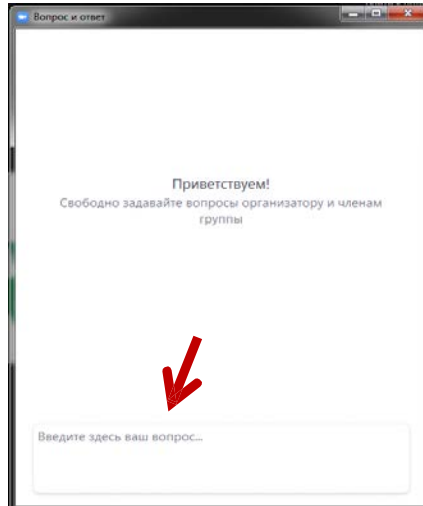 Вопрос и ответ
Приветствуем!
Свободно задавайте вопросы организатору и членам
группы
Введите здесь ваш вопрос...